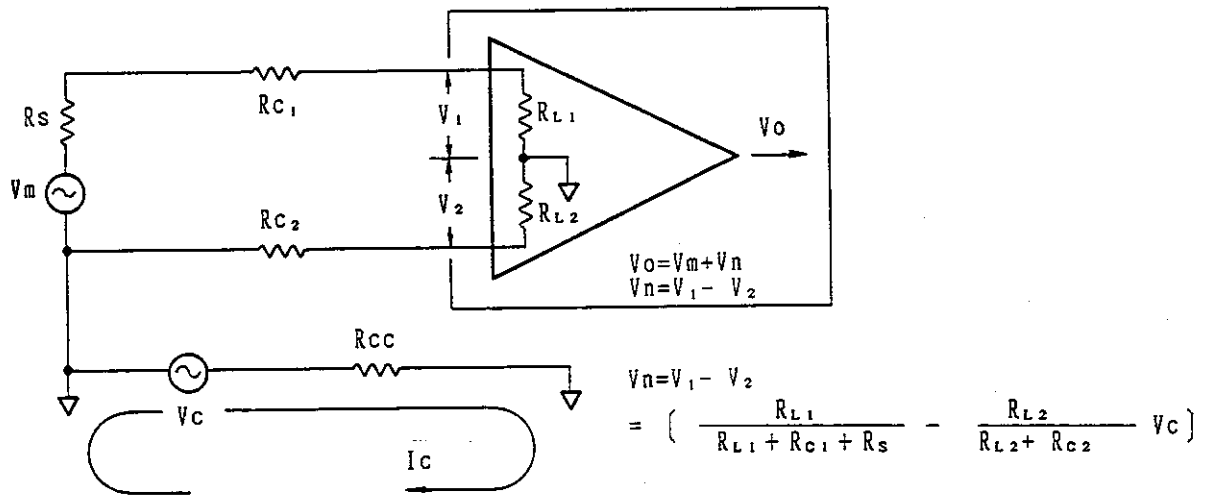 Rc₁
Rs
V₁
RL₁
Vo
Vm
V₂
RL₂
Rc₂
Vo=Vm+Vn
Vn=V₁- V₂
Rcc
Vc
Ic
Vn=V₁- V₂
= ( RL₁ / RL₁ + RC₁ + RS - RL₂ / RL₂+ RC₂ Vc )